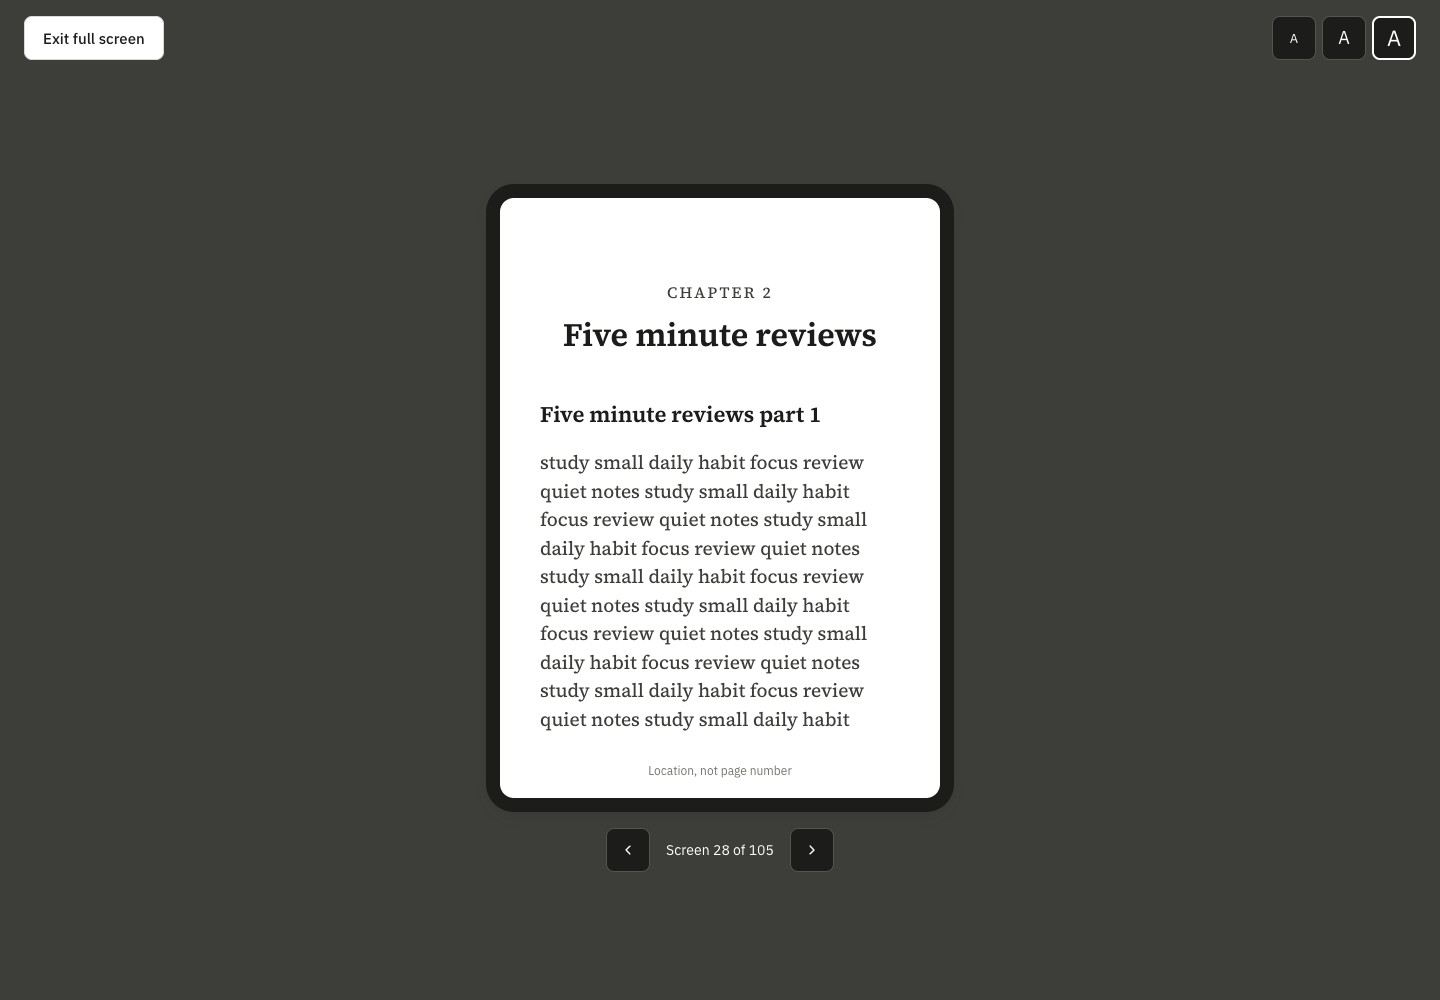 Exit full screen
A A A
CHAPTER 2
Five minute reviews
Five minute reviews part 1
study small daily habit focus review
quiet notes study small daily habit
focus review quiet notes study small
daily habit focus review quiet notes
study small daily habit focus review
quiet notes study small daily habit
focus review quiet notes study small
daily habit focus review quiet notes
study small daily habit focus review
quiet notes study small daily habit
Location, not page number
Screen 28 of 105